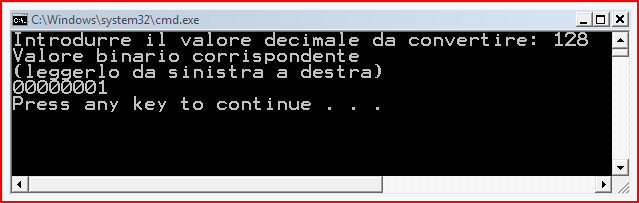 C:\Windows\system32\cmd.exe
Introdurre il valore decimale da convertire: 128
Valore binario corrispondente
(leggerlo da sinistra a destra)
00000001
Press any key to continue . . .